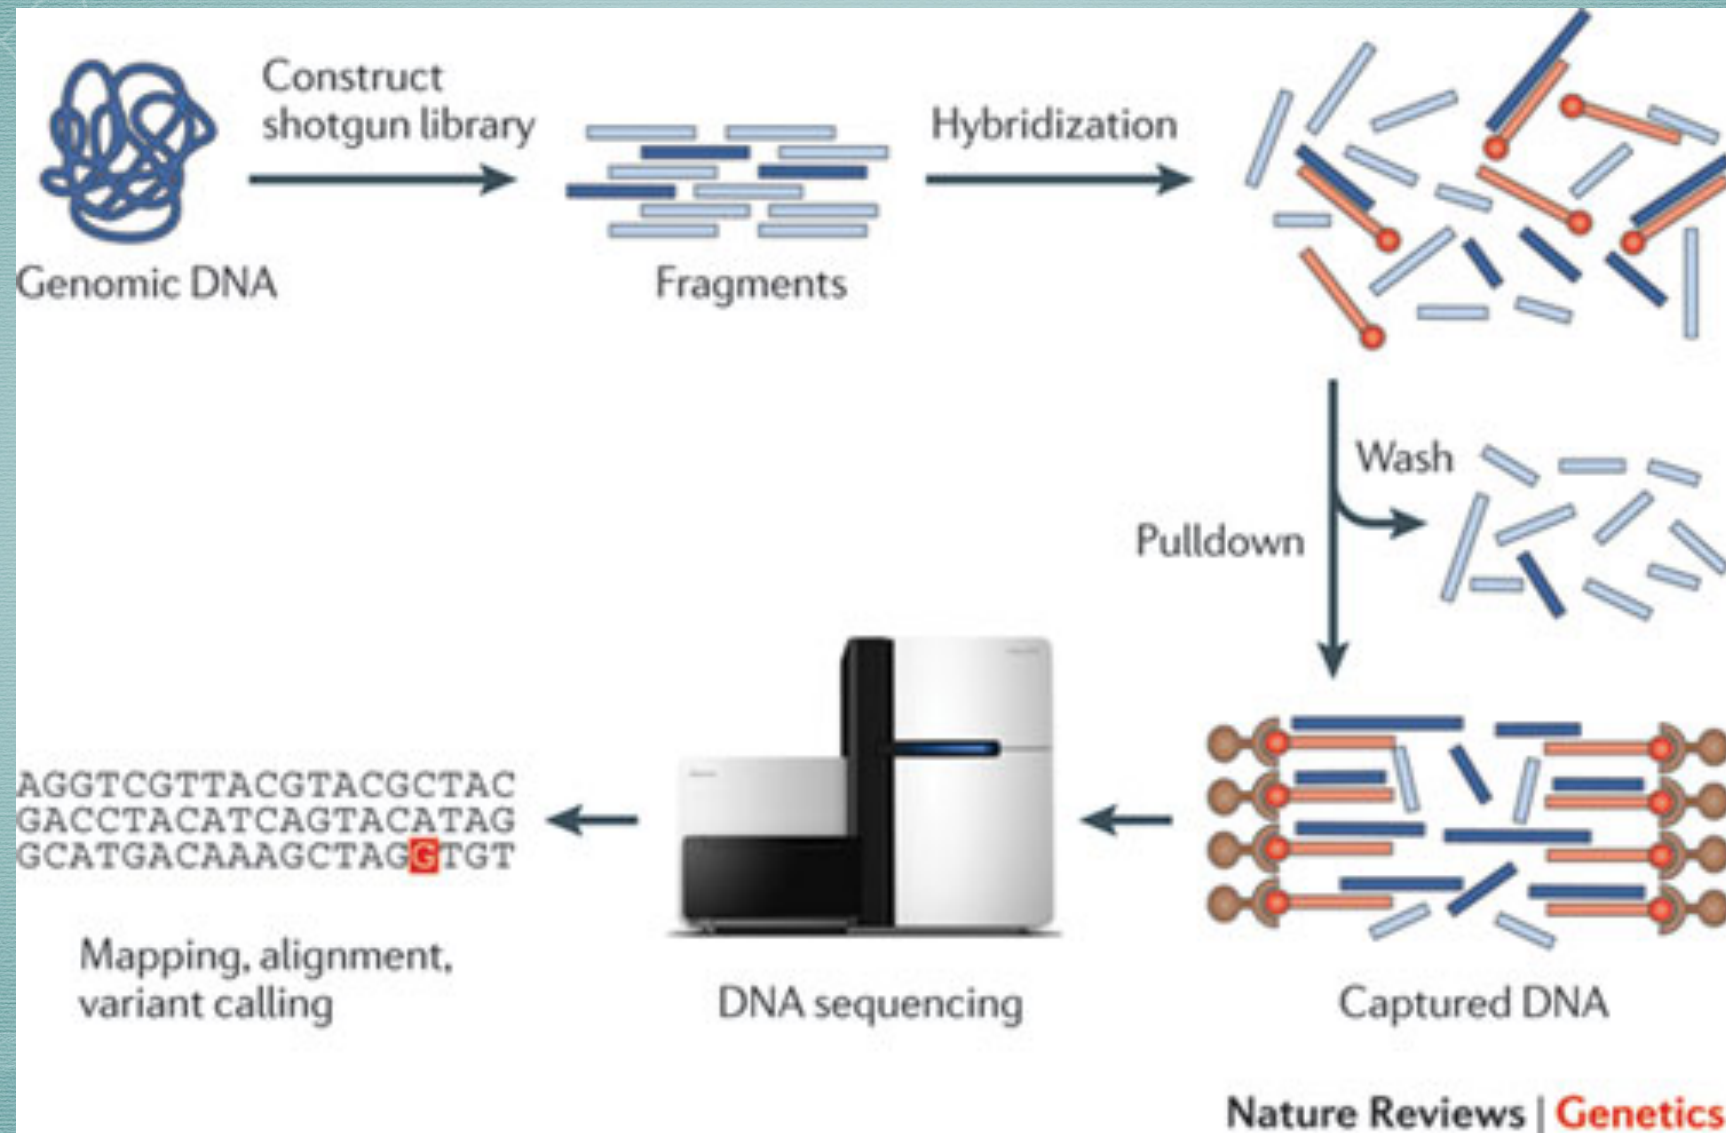 Construct
shotgun library
Hybridization
Genomic DNA
Fragments
Wash
Pulldown
AGGTCGTTACGTACGCTAC
GACCTACATCAGTACATAG
GCATGACAAAGCTAGGTGT
Mapping, alignment,
variant calling
DNA sequencing
Captured DNA
Nature Reviews | Genetics